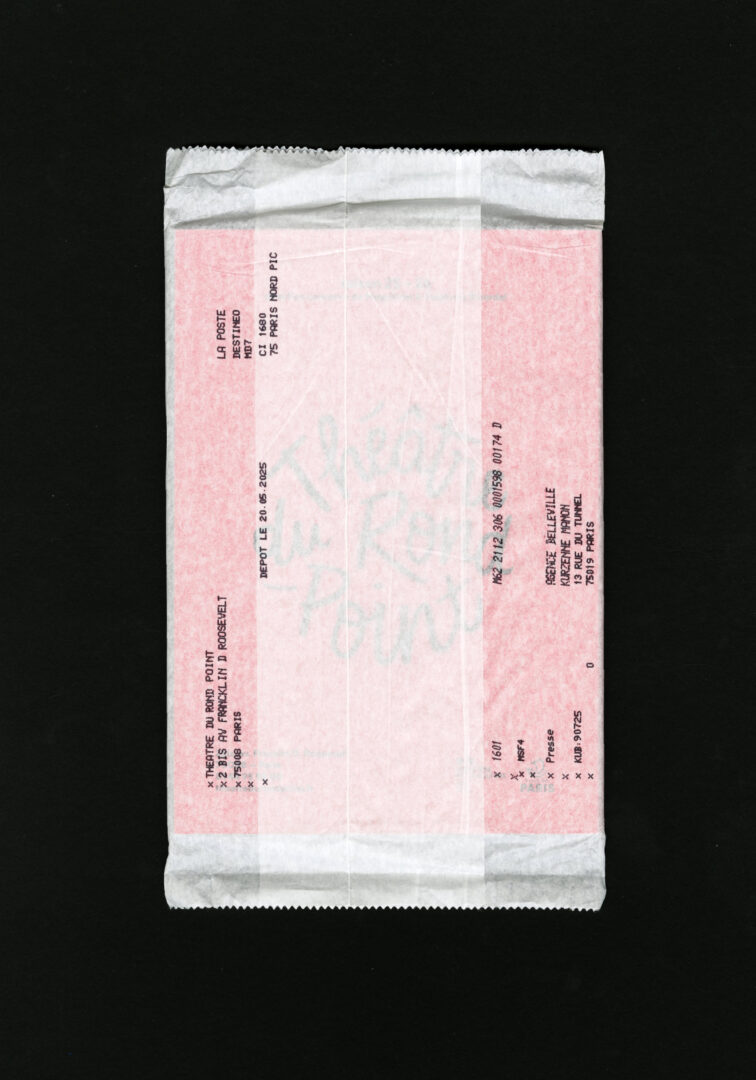 LA POSTE
DESTINEO
MD7
CI 1680
75 PARIS NORD PIC
x THEATRE DU ROND POINT
x 2 BIS AV FRANCKLIN D ROOSEVELT
x 75008 PARIS
x
x
DEPOT LE 20.05.2025
Théâtre
du Rond
Point
M62 2112 306 0001598 00174 D
AGENCE BELLEVILLE
KURZENNE MANON
13 RUE DU TUNNEL
75019 PARIS
0
x 1601
x
x MSF4
x
x Presse
x
x KUB:90725
x